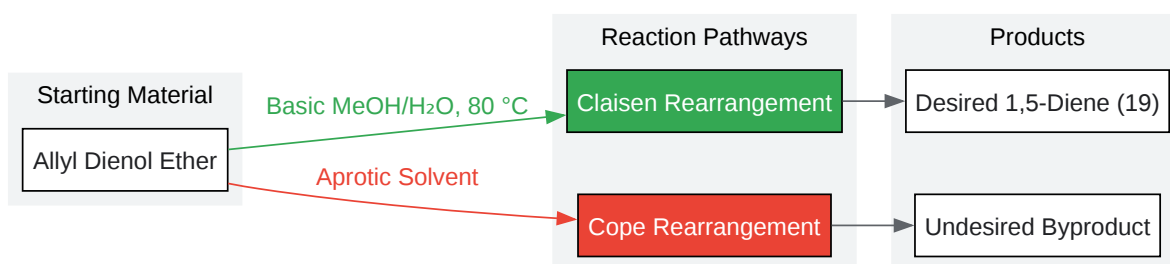 Starting Material
Reaction Pathways
Products
Allyl Dienol Ether
Basic MeOH/H₂O, 80 °C
Claisen Rearrangement
Desired 1,5-Diene (19)
Aprotic Solvent
Cope Rearrangement
Undesired Byproduct